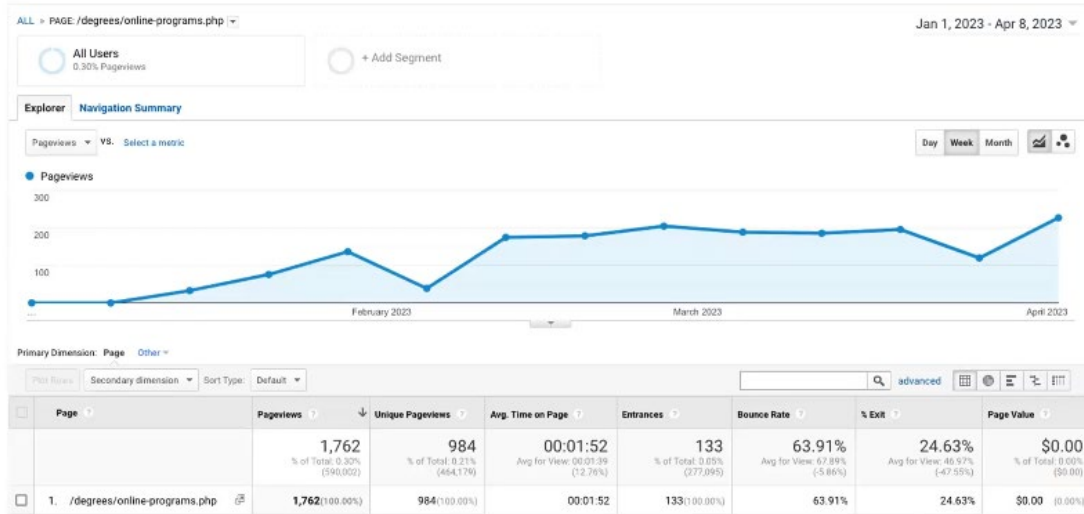 ALL » PAGE: /degrees/online-programs.php
Jan 1, 2023 - Apr 8, 2023
All Users
0.30% Pageviews
+ Add Segment
Explorer Navigation Summary
Pageviews VS. Select a metric
Day Week Month
Pageviews
300
200
100
... February 2023 March 2023 April 2023
Primary Dimension: Page Other
Plot Rows Secondary dimension Sort Type: Default advanced
Page Pageviews Unique Pageviews Avg. Time on Page Entrances Bounce Rate % Exit Page Value
1,762 984 00:01:52 133 63.91% 24.63% $0.00
% of Total: 0.30% % of Total: 0.21% Avg for View: 00:01:39 % of Total: 0.05% Avg for View: 67.89% Avg for View: 46.97% % of Total: 0.00%
(590,002) (464,179) (12.76%) (277,095) (-5.86%) (-47.55%) ($0.00)
1. /degrees/online-programs.php 1,762(100.00%) 984(100.00%) 00:01:52 133(100.00%) 63.91% 24.63% $0.00 (0.00%)